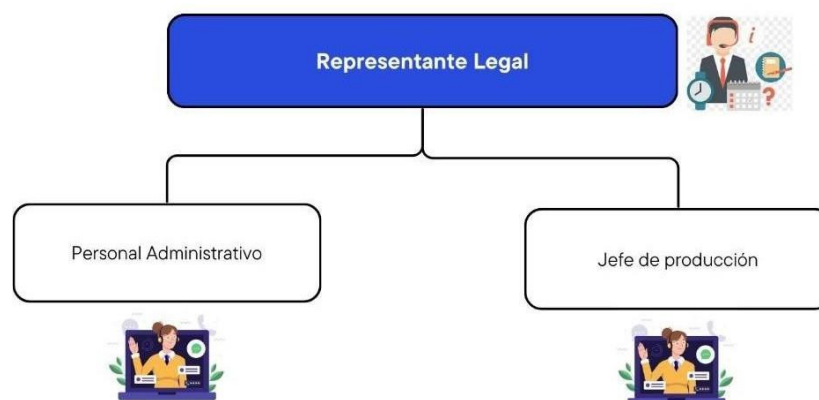 Representante Legal
Personal Administrativo
Jefe de producción